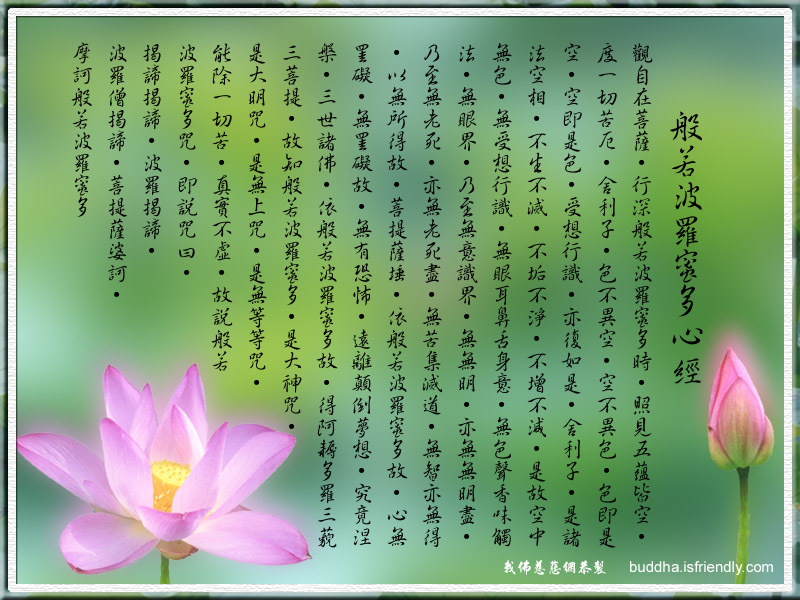 般若波羅蜜多心經
觀自在菩薩•行深般若波羅蜜多時•照見五蘊皆空•
度一切苦厄•舍利子•色不異空•空不異色•色即是
空•空即是色•受想行識•亦復如是•舍利子•是諸
法空相•不生不滅•不垢不淨•不增不減•是故空中
無色•無受想行識•無眼耳鼻舌身意 無色聲香味觸
法•無眼界•乃至無意識界•無無明•亦無無明盡•
乃至無老死•亦無老死盡•無苦集滅道•無智亦無得
•以無所得故•菩提薩埵•依般若波羅蜜多故•心無
罣礙•無罣礙故•無有恐怖•遠離顛倒夢想•究竟涅
槃•三世諸佛•依般若波羅蜜多故•得阿耨多羅三藐
三菩提•故知般若波羅蜜多•是大神咒•
是大明咒•是無上咒•是無等等咒•
能除一切苦•真實不虛•故說般若
波羅蜜多咒•即說咒曰•
揭諦揭諦•波羅揭諦•
波羅僧揭諦•菩提薩婆訶•
摩訶般若波羅蜜多
我佛慈悲網恭製 buddha.isfriendly.com